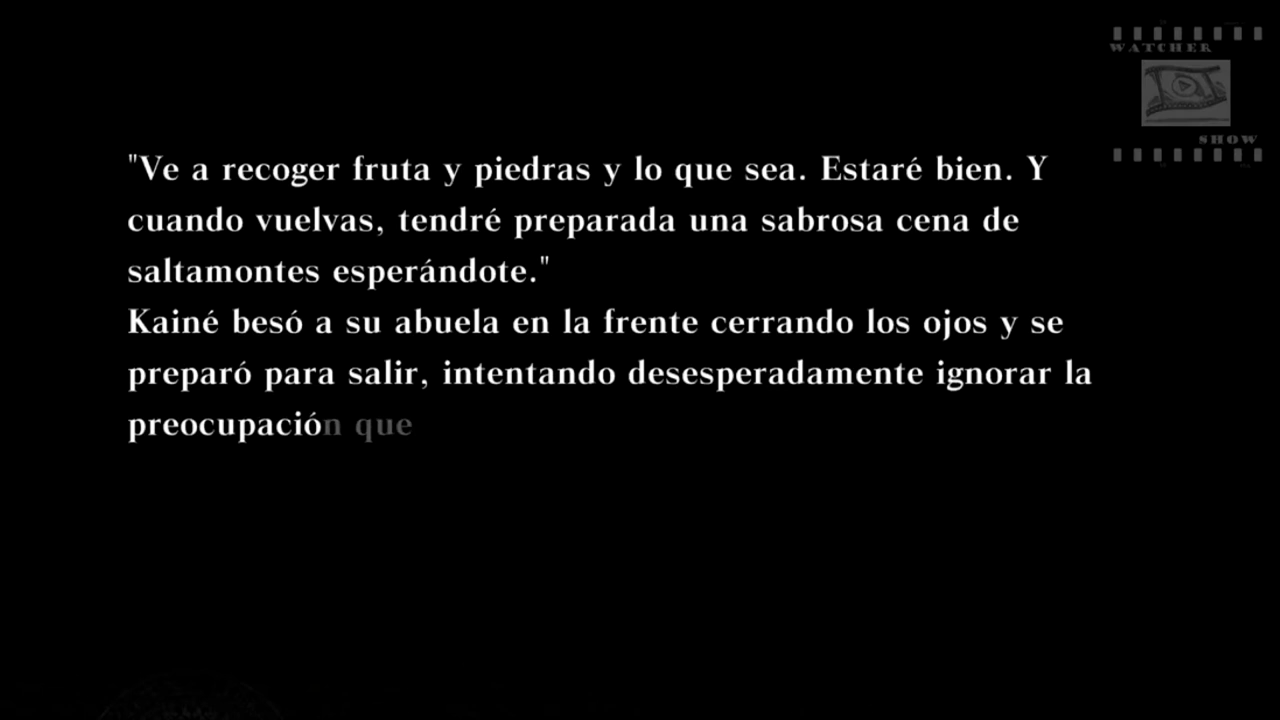 WATCHER
SHOW
"Ve a recoger fruta y piedras y lo que sea. Estaré bien. Y
cuando vuelvas, tendré preparada una sabrosa cena de
saltamontes esperándote."
Kainé besó a su abuela en la frente cerrando los ojos y se
preparó para salir, intentando desesperadamente ignorar la
preocupación que